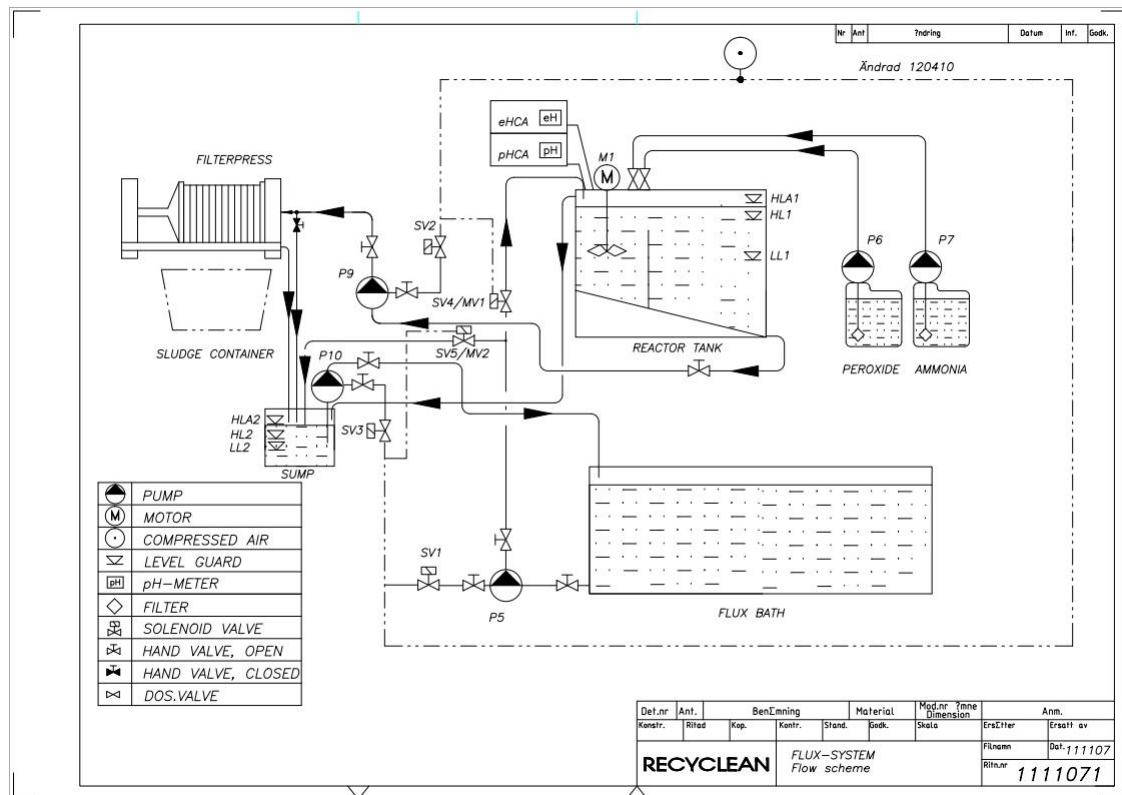 Nr Ant ?ndring Datum Inf. Godk.
Ändrad 120410
eHCA eH
pHCA pH
M1
M
FILTERPRESS
HLA1
HL1
LL1
SV2
P6 P7
P9
SV4/MV1
SLUDGE CONTAINER
SV5/MV2
REACTOR TANK
P10
PEROXIDE AMMONIA
HLA2
HL2
LL2
SV3
SUMP
PUMP
M MOTOR
COMPRESSED AIR
LEVEL GUARD
pH pH-METER
FILTER
SOLENOID VALVE
HAND VALVE, OPEN
HAND VALVE, CLOSED
DOS.VALVE
SV1
P5
FLUX BATH
Det.nr Ant. BenΣmning Material Mod.nr ?mne Dimension Anm.
Konstr. Ritad Kop. Kontr. Stand. Godk. Skala ErsΣtter Ersatt av
RECYCLEAN
FLUX-SYSTEM
Flow scheme
Filnamn Dat.111107
Ritn.nr 1111071